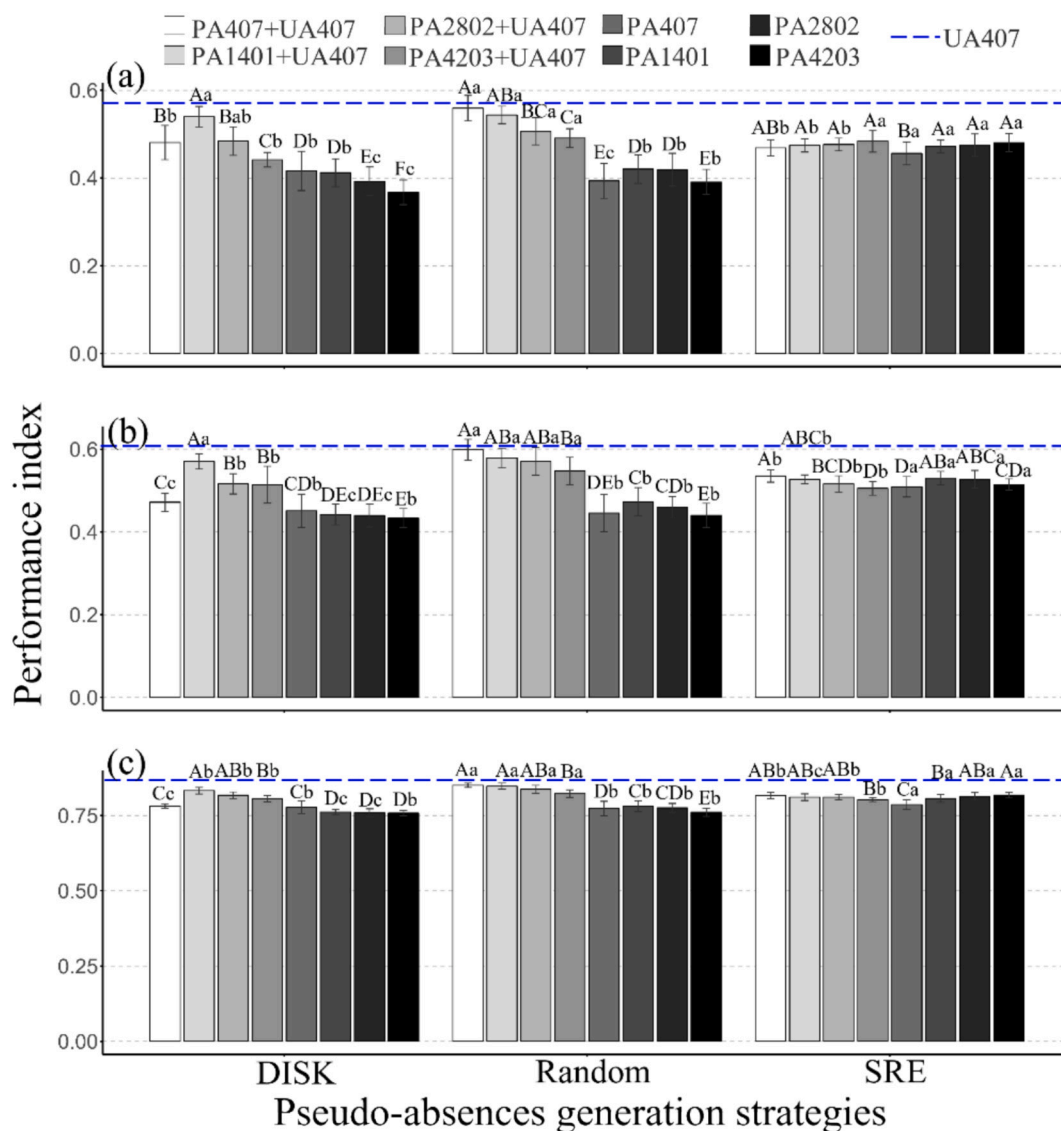 PA407+UA407 PA2802+UA407 PA407 PA2802 UA407
PA1401+UA407 PA4203+UA407 PA1401 PA4203
(a)
0.6
0.4
0.2
0.0
Bb Aa Bab Cb Db Db Ec Fc
Aa ABa BCa Ca Ec Db Db Eb
ABb Ab Ab Aa Ba Aa Aa Aa
Performance index
(b)
0.6
0.4
0.2
0.0
Cc Aa Bb Bb CDb DEc DEc Eb
Aa ABa ABa Ba DEb Cb CDb Eb
Ab ABCb BCDb Db Da ABa ABCa CDa
(c)
0.75
0.50
0.25
0.00
Cc Ab ABb Bb Cb Dc Dc Db
Aa Aa ABa Ba Db Cb CDb Eb
ABb ABc ABb Bb Ca Ba ABa Aa
DISK Random SRE
Pseudo-absences generation strategies